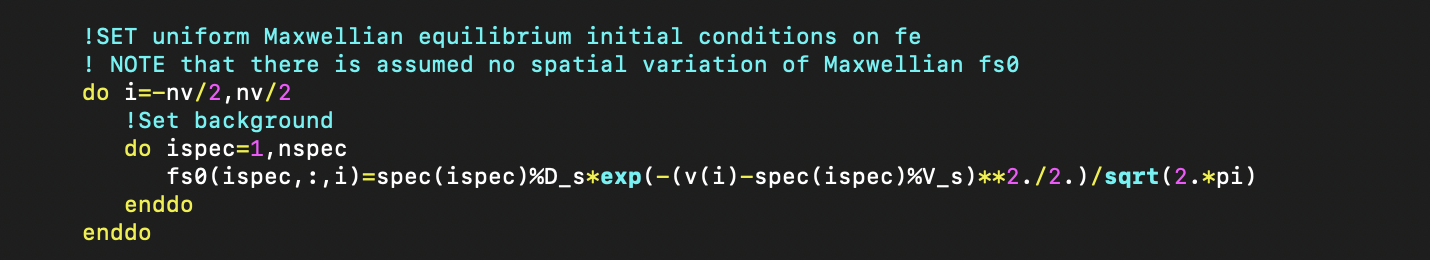 !SET uniform Maxwellian equilibrium initial conditions on fe
! NOTE that there is assumed no spatial variation of Maxwellian fs0
do i=-nv/2,nv/2
!Set background
do ispec=1,nspec
fs0(ispec,:,i)=spec(ispec)%D_s*exp(-(v(i)-spec(ispec)%V_s)**2./2.)/sqrt(2.*pi)
enddo
enddo